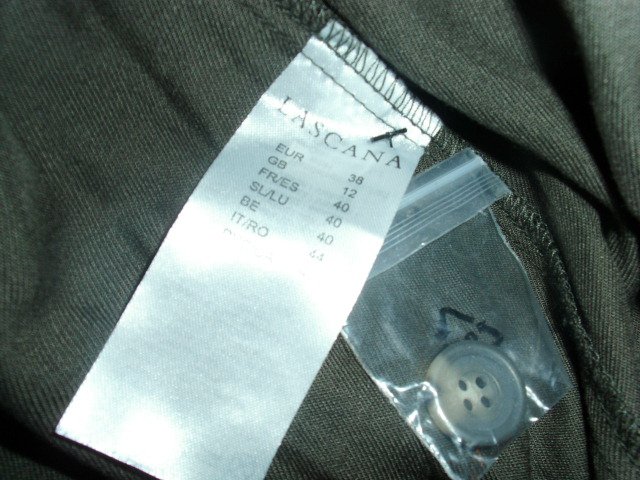 LASCANA
EUR 38
GB 12
FR/ES 40
SL/LU 40
BE 40
IT/RO 44